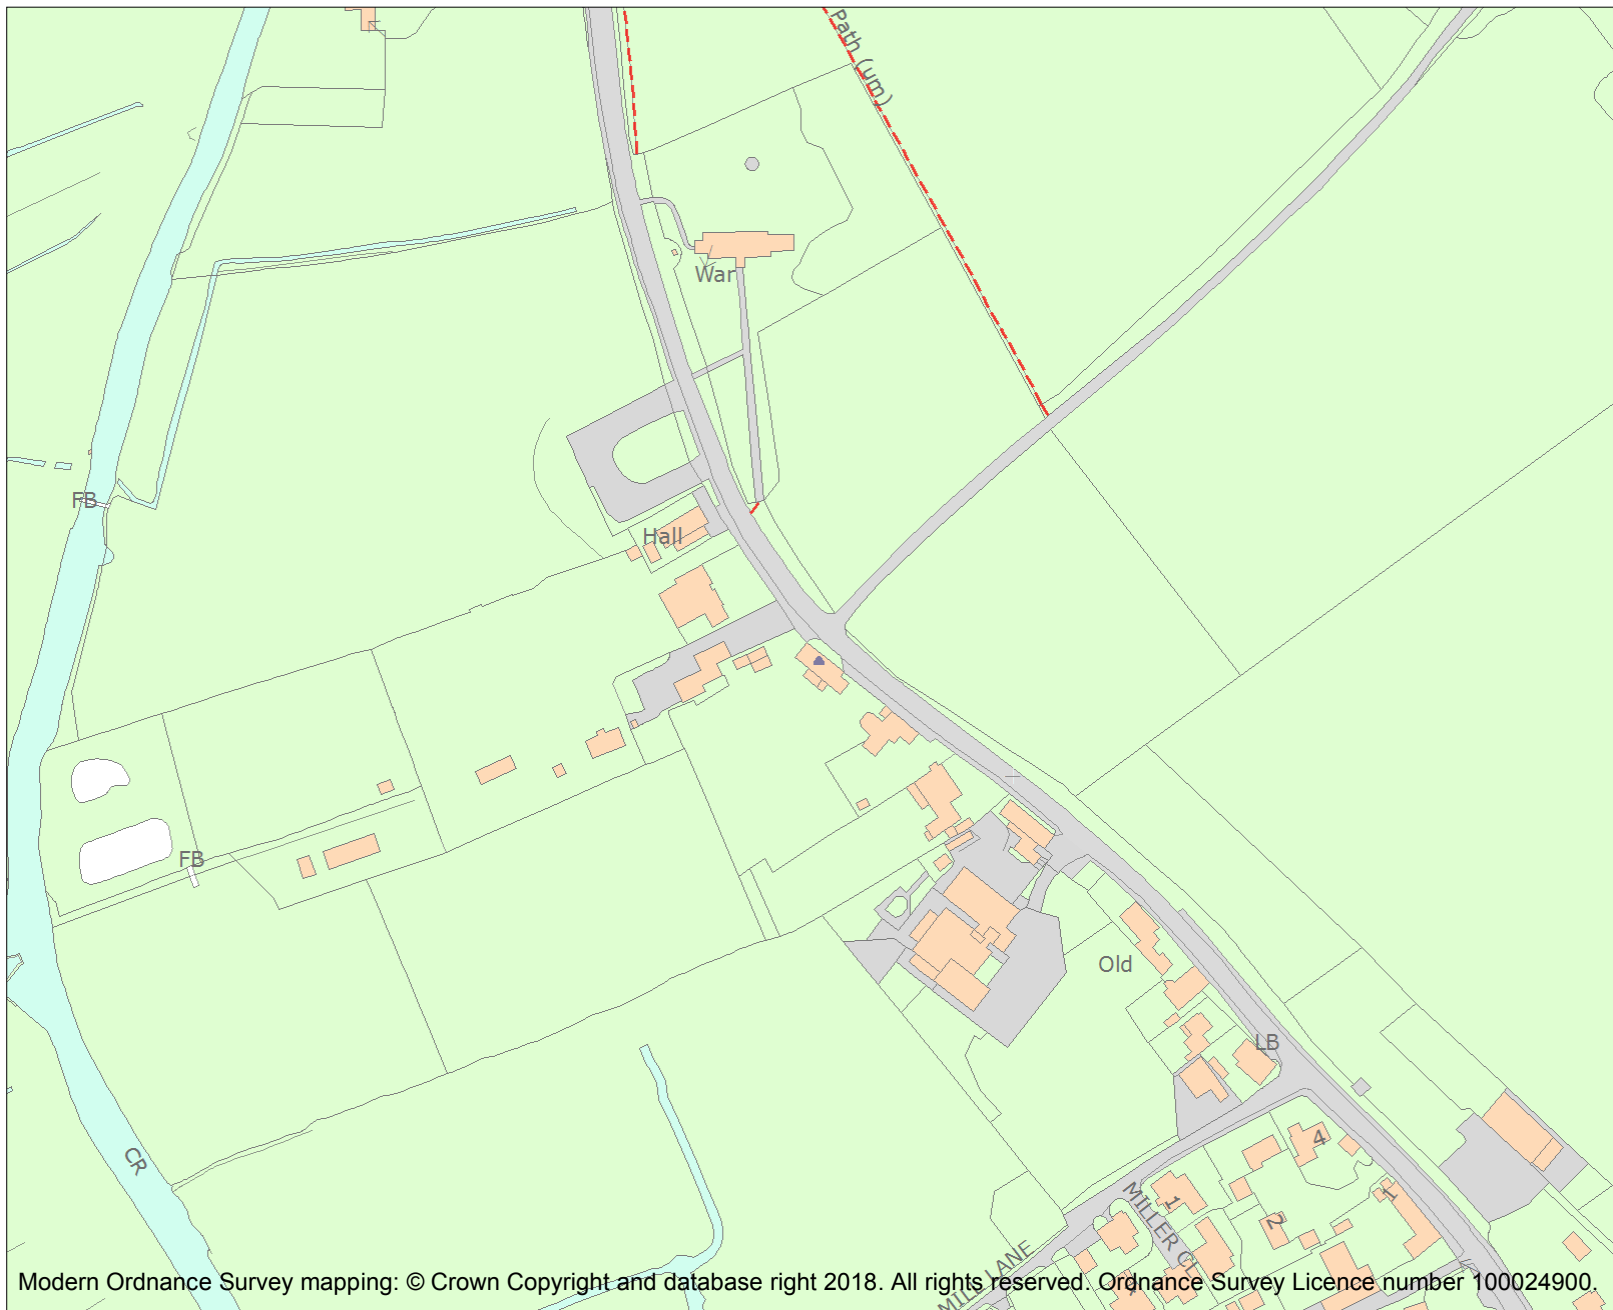 Path (um)
War
FB
Hall
FB
Old
LB
CR
4
1
1
2
MILLER CL
MILL LANE
Modern Ordnance Survey mapping: © Crown Copyright and database right 2018. All rights reserved. Ordnance Survey Licence number 100024900.